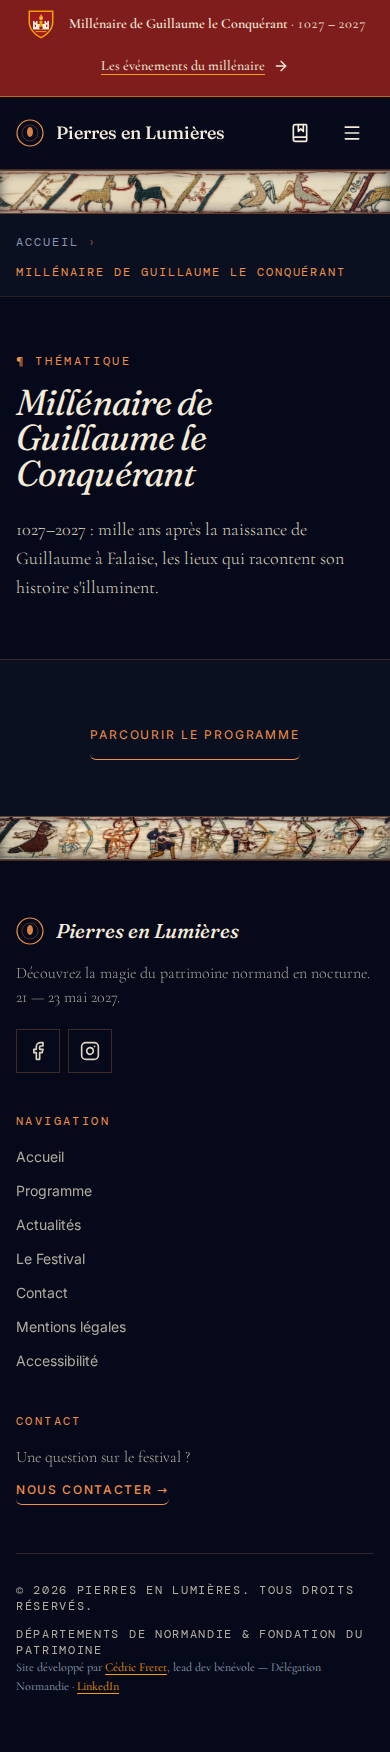 Millénaire de Guillaume le Conquérant · 1027 – 2027
Les événements du millénaire →
Pierres en Lumières
ACCUEIL ›
MILLÉNAIRE DE GUILLAUME LE CONQUÉRANT
¶ THÉMATIQUE
Millénaire de
Guillaume le
Conquérant
1027–2027 : mille ans après la naissance de
Guillaume à Falaise, les lieux qui racontent son
histoire s'illuminent.
PARCOURIR LE PROGRAMME
Pierres en Lumières
Découvrez la magie du patrimoine normand en nocturne.
21 — 23 mai 2027.
NAVIGATION
Accueil
Programme
Actualités
Le Festival
Contact
Mentions légales
Accessibilité
CONTACT
Une question sur le festival ?
NOUS CONTACTER →
© 2026 PIERRES EN LUMIÈRES. TOUS DROITS
RÉSERVÉS.
DÉPARTEMENTS DE NORMANDIE & FONDATION DU
PATRIMOINE
Site développé par Cédric Freret, lead dev bénévole — Délégation
Normandie · LinkedIn